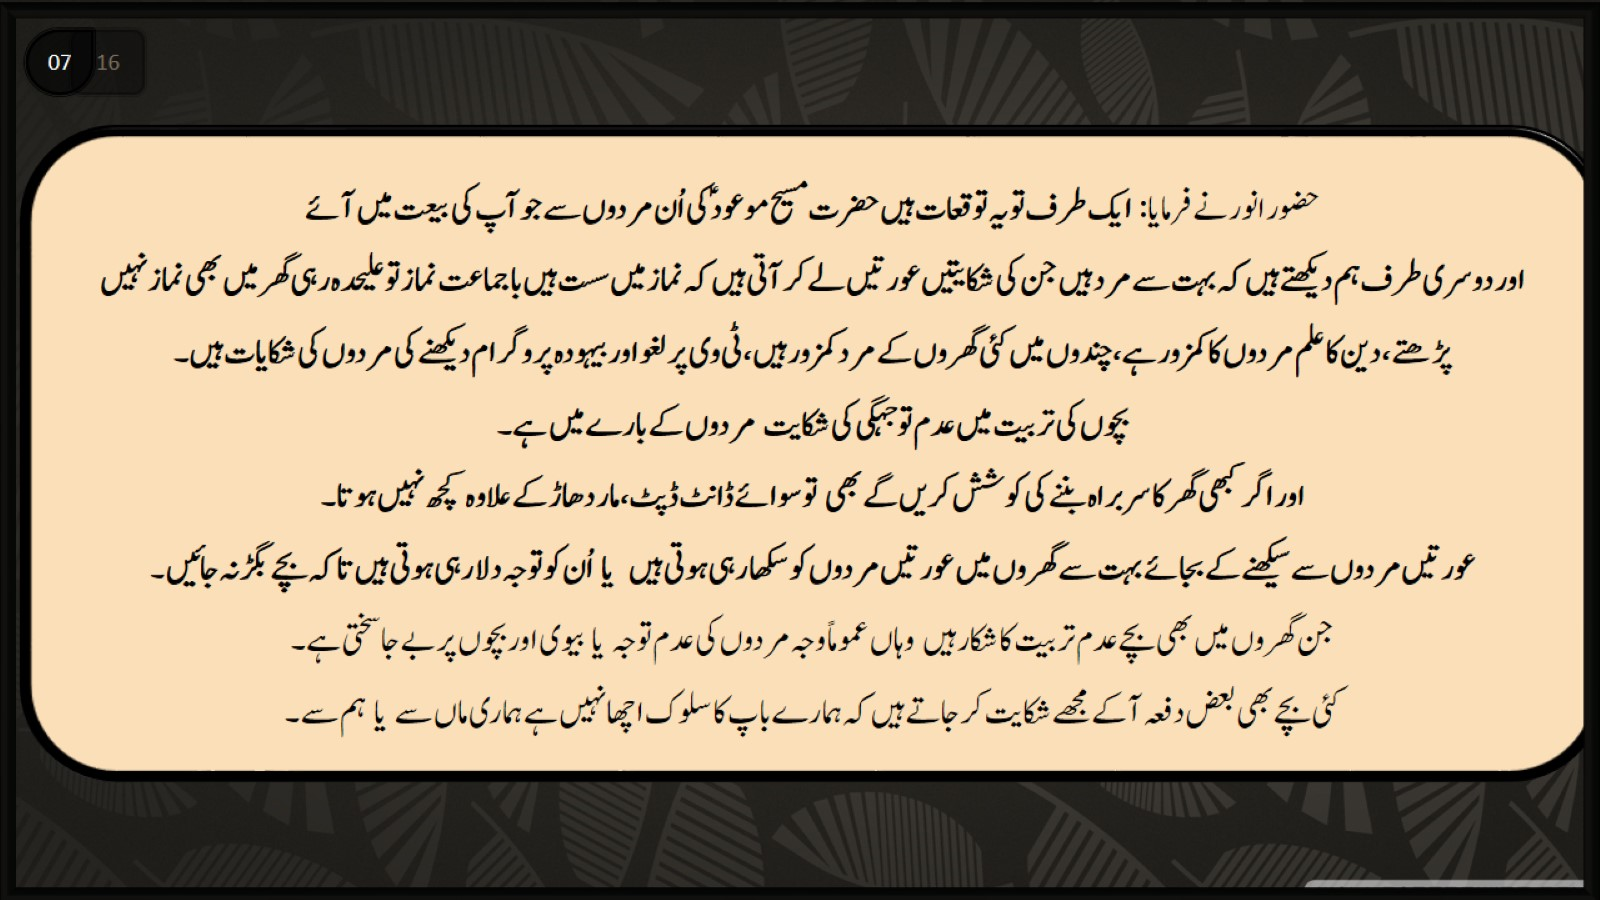 07 16
حضور انور نے فرمایا: ایک طرف تو یہ توقعات ہیں حضرت مسیح موعودؑ کی اُن مردوں سے جو آپ کی بیعت میں آئے
اور دوسری طرف ہم دیکھتے ہیں کہ بہت سے مرد ہیں جن کی شکایتیں عورتیں لے کر آتی ہیں کہ نماز میں سست ہیں باجماعت نماز تو علیحدہ رہی گھر میں بھی نماز نہیں
پڑھتے، دین کا علم مردوں کا کمزور ہے، چندوں میں کئی گھروں کے مرد کمزور ہیں، ٹی وی پر لغو اور بیہودہ پروگرام دیکھنے کی مردوں کی شکایات ہیں۔
بچوں کی تربیت میں عدم توجہگی کی شکایت مردوں کے بارے میں ہے۔
اور اگر کبھی گھر کا سربراہ بننے کی کوشش کریں گے بھی تو سوائے ڈانٹ ڈپٹ، مار دھاڑ کے علاوہ کچھ نہیں ہوتا۔
عورتیں مردوں سے سیکھنے کے بجائے بہت سے گھروں میں عورتیں مردوں کو سکھا رہی ہوتی ہیں یا اُن کو توجہ دلا رہی ہوتی ہیں تا کہ بچے بگڑ نہ جائیں۔
جن گھروں میں بھی بچے عدم تربیت کا شکار ہیں وہاں عموماً وجہ مردوں کی عدم توجہ یا بیوی اور بچوں پر بے جا سختی ہے۔
کئی بچے بھی بعض دفعہ آ کے مجھے شکایت کر جاتے ہیں کہ ہمارے باپ کا سلوک اچھا نہیں ہے ہماری ماں سے یا ہم سے۔